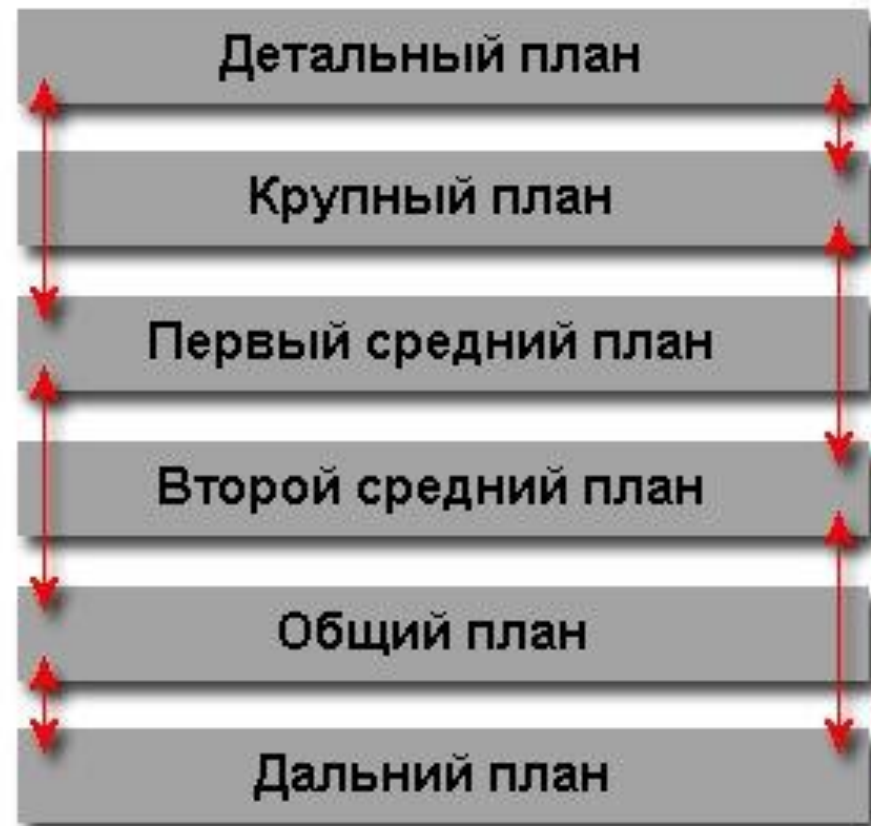 Детальный план
Крупный план
Первый средний план
Второй средний план
Общий план
Дальний план